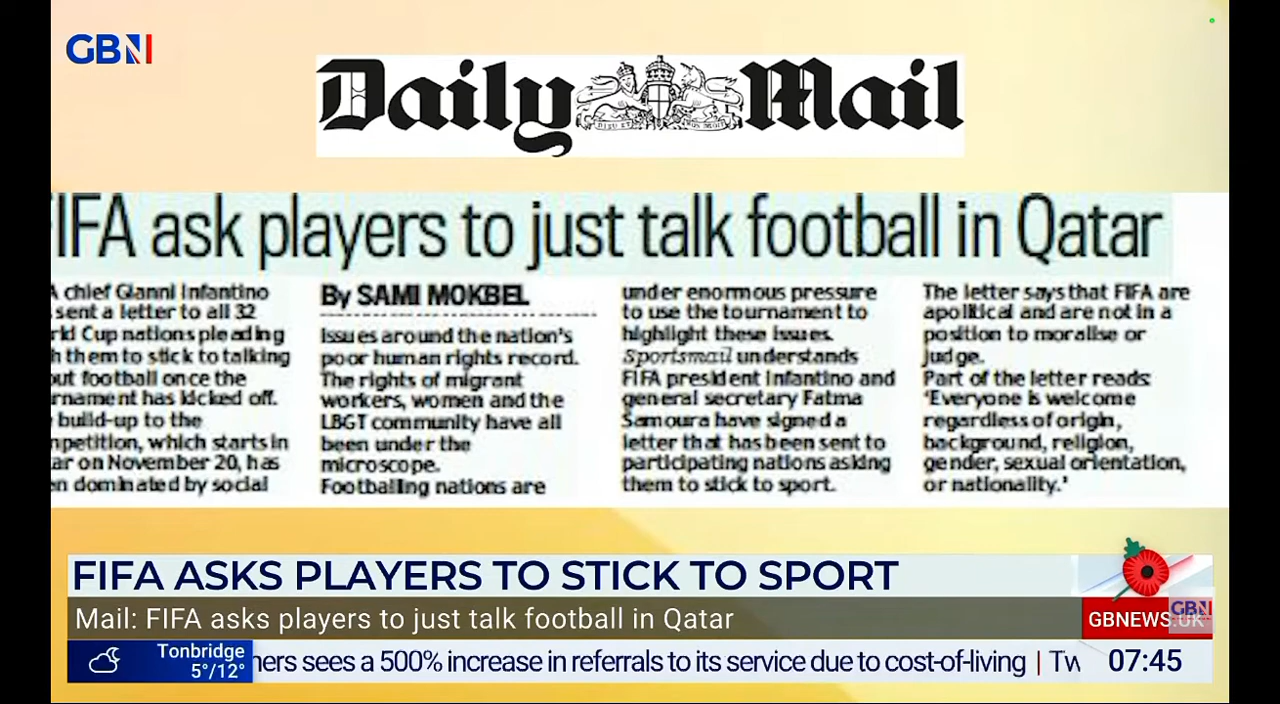 GBN
Daily Mail
FIFA ask players to just talk football in Qatar
A chief Gianni Infantino
sent a letter to all 32
rld Cup nations pleading
h them to stick to talking
out football once the
rnament has kicked off.
build-up to the
mpetition, which starts in
ar on November 20, has
en dominated by social
By SAMI MOKBEL
issues around the nation's
poor human rights record.
The rights of migrant
workers, women and the
LBGT community have all
been under the
microscope.
Footballing nations are
under enormous pressure
to use the tournament to
highlight these issues.
Sportsmail understands
FIFA president Infantino and
general secretary Fatma
Samoura have signed a
letter that has been sent to
participating nations asking
them to stick to sport.
The letter says that FIFA are
apolitical and are not in a
position to moralise or
judge.
Part of the letter reads:
'Everyone is welcome
regardless of origin,
background, religion,
gender, sexual orientation,
or nationality.'
FIFA ASKS PLAYERS TO STICK TO SPORT
Mail: FIFA asks players to just talk football in Qatar
GBNEWS.UK
GBN
Tonbridge
5°/12°
hers sees a 500% increase in referrals to its service due to cost-of-living | Tw
07:45